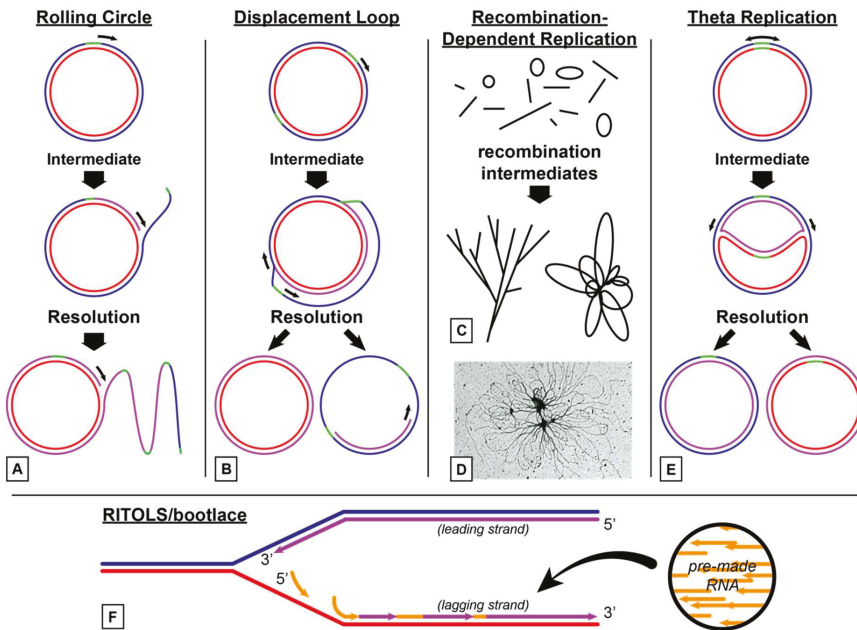 Rolling Circle
Intermediate
Resolution
A
Displacement Loop
Intermediate
Resolution
B
Recombination-
Dependent Replication
recombination
intermediates
C
D
Theta Replication
Intermediate
Resolution
E
RITOLS/bootlace
(leading strand)
5’
3’
5’
(lagging strand)
3’
pre-made
RNA
F